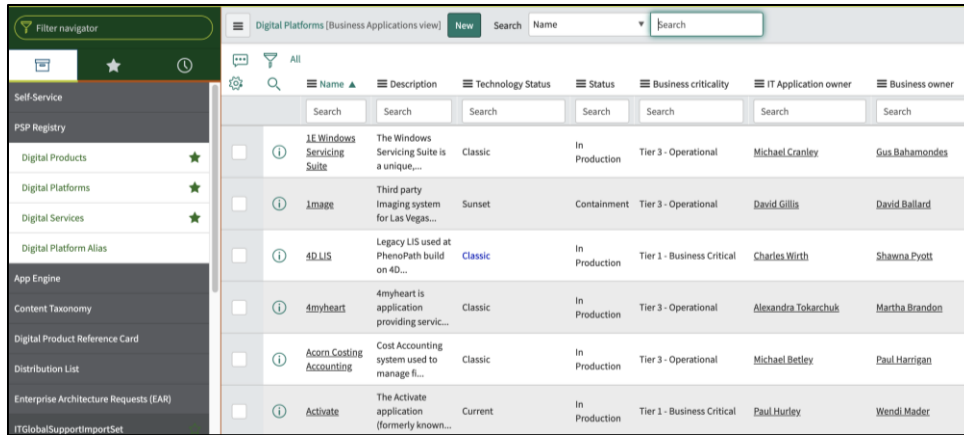 Filter navigator
Self-Service
PSP Registry
Digital Products
Digital Platforms
Digital Services
Digital Platform Alias
App Engine
Content Taxonomy
Digital Product Reference Card
Distribution List
Enterprise Architecture Requests (EAR)
ITGlobalSupportImportSet
Digital Platforms [Business Applications view] New Search Name Search
All
Name Description Technology Status Status Business criticality IT Application owner Business owner
Search Search Search Search Search Search Search
1E Windows Servicing Suite The Windows Servicing Suite is a unique,... Classic In Production Tier 3 - Operational Michael Cranley Gus Bahamondes
1mage Third party Imaging system for Las Vegas... Sunset Containment Tier 3 - Operational David Gillis David Ballard
4D LIS Legacy LIS used at PhenoPath build on 4D... Classic In Production Tier 1 - Business Critical Charles Wirth Shawna Pyott
4myheart 4myheart is application providing servic... Classic In Production Tier 3 - Operational Alexandra Tokarchuk Martha Brandon
Acorn Costing Accounting Cost Accounting system used to manage fi... Classic In Production Tier 3 - Operational Michael Betley Paul Harrigan
Activate The Activate application (formerly known... Current In Production Tier 1 - Business Critical Paul Hurley Wendi Mader